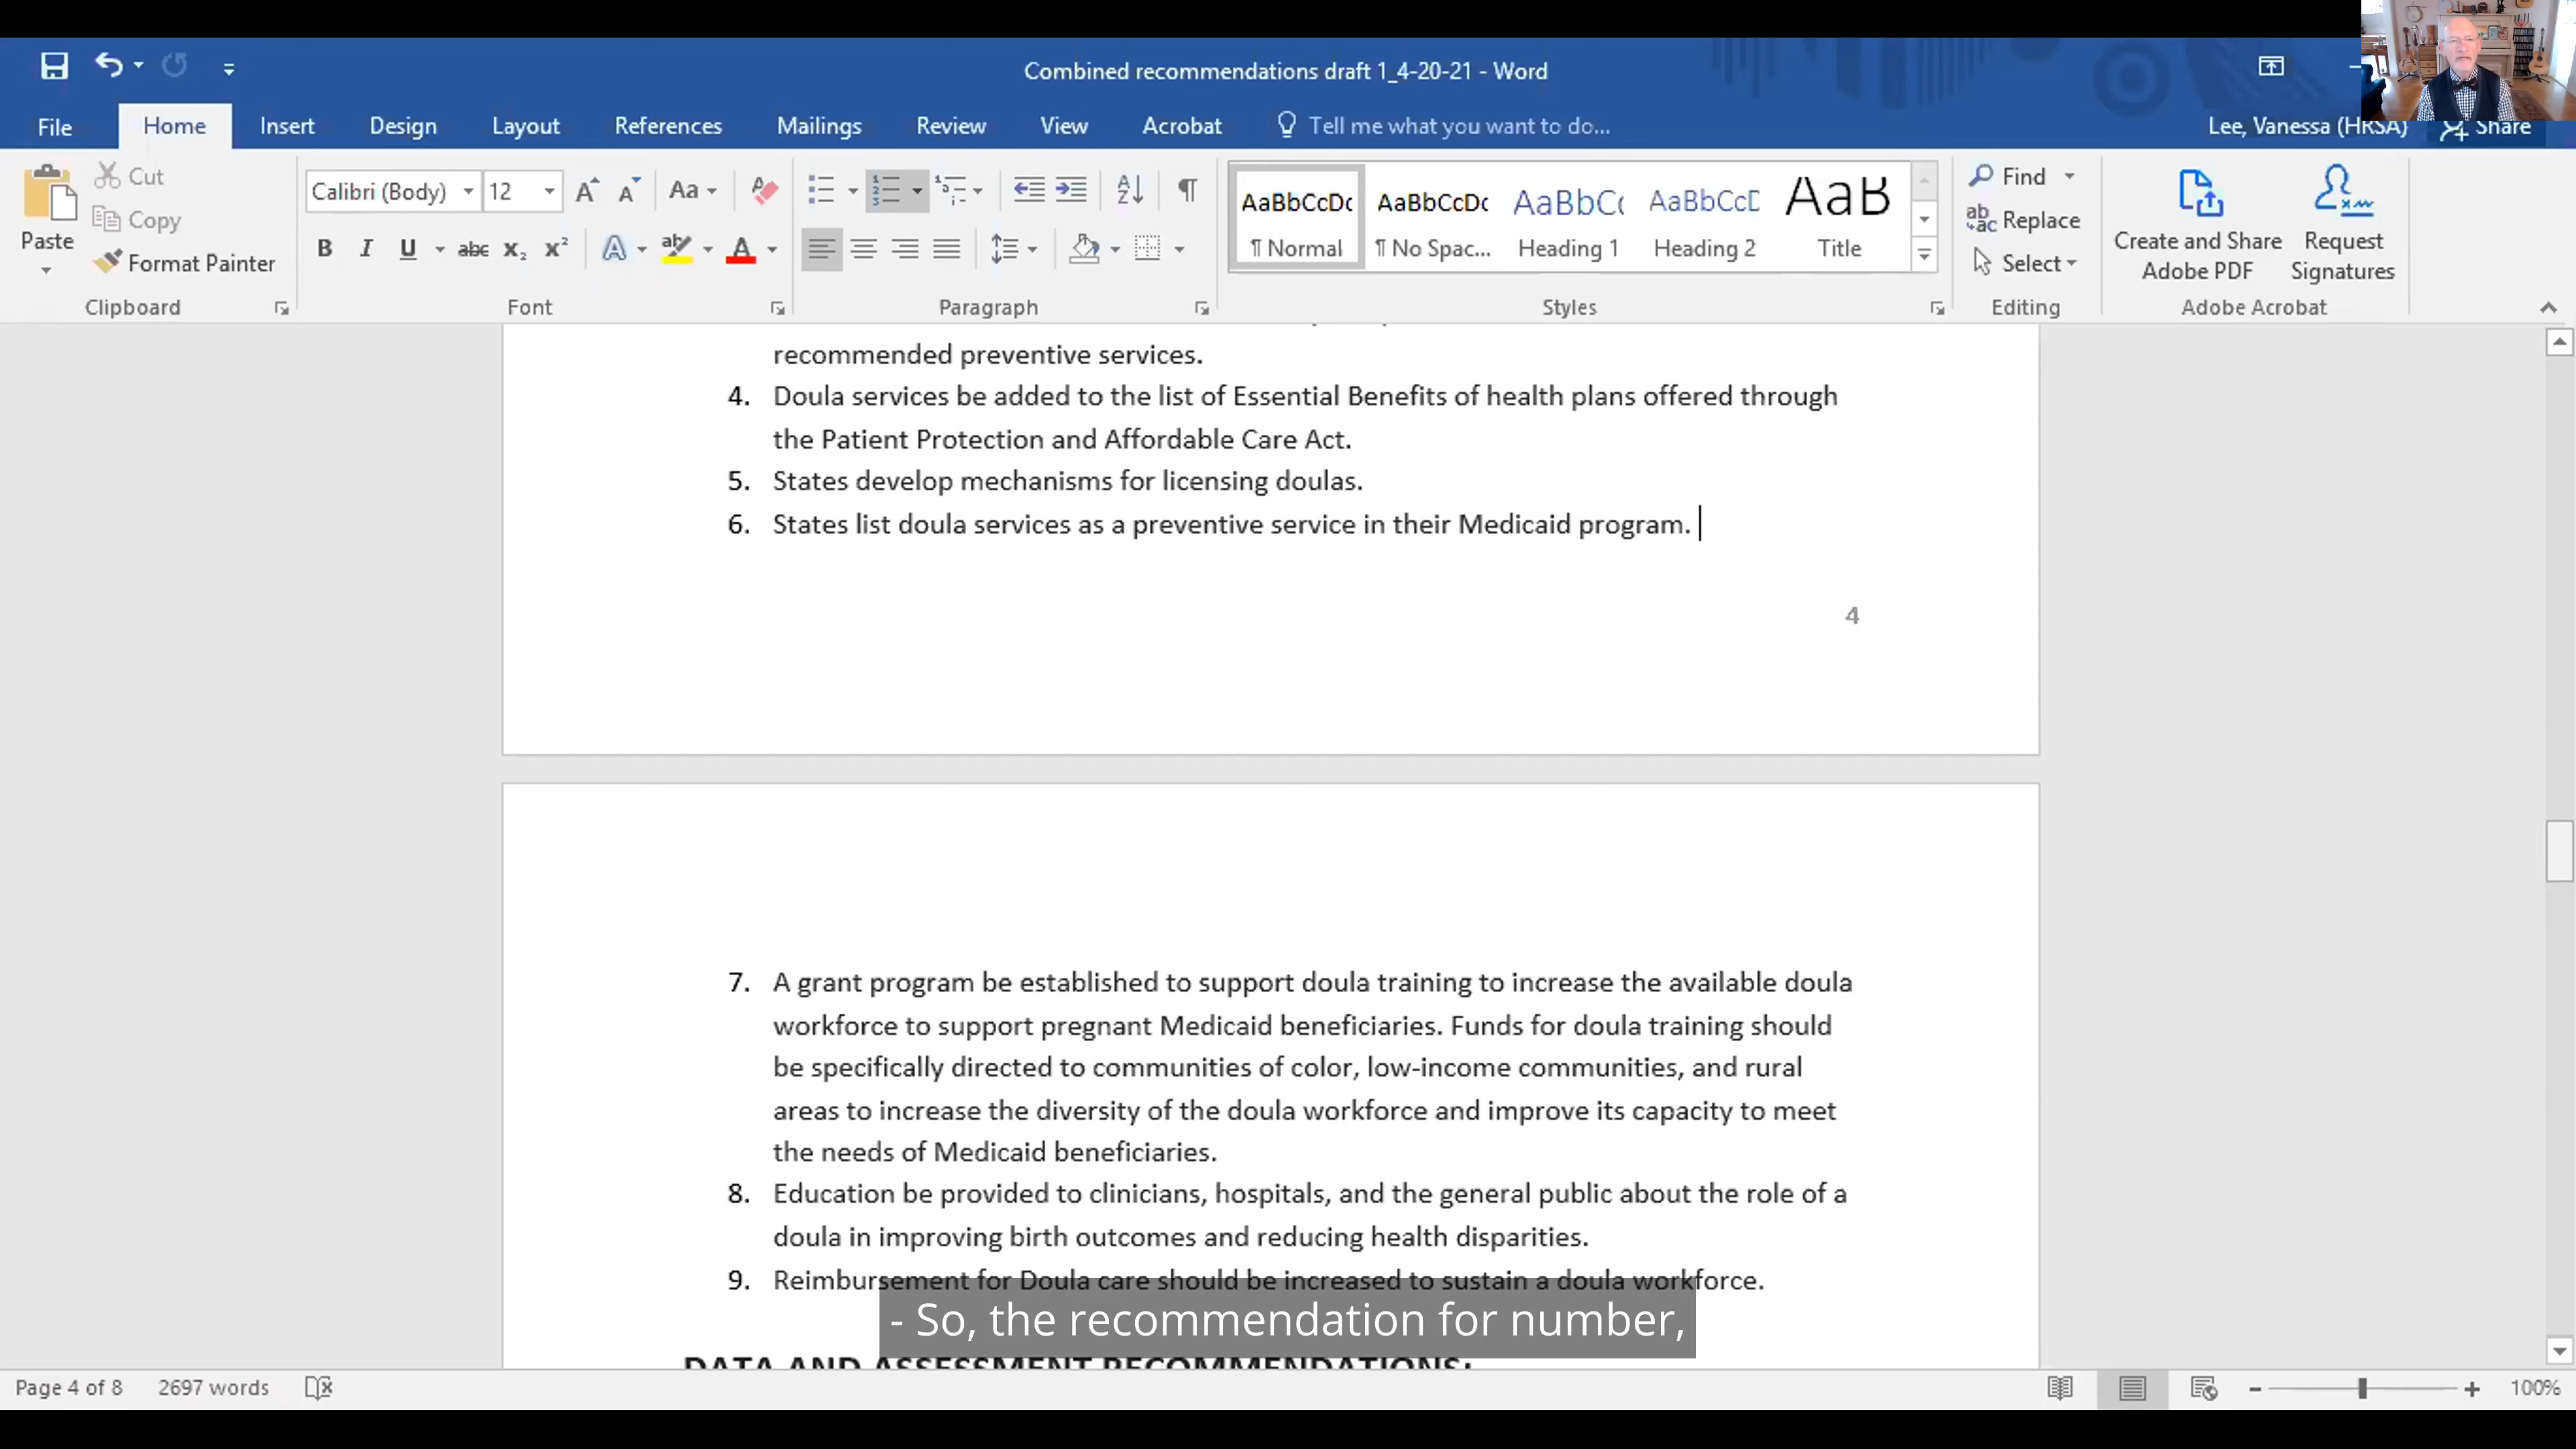 Combined recommendations draft 1_4-20-21 - Word
File Home Insert Design Layout References Mailings Review View Acrobat Tell me what you want to do... Lee, Vanessa (HRSA) Share
Paste
Cut
Copy
Format Painter
Clipboard
Calibri (Body) 12 Aa
B I U abc X₂ X² A A
Font
Paragraph
AaBbCcDc AaBbCcDc AaBbC AaBbCcD AaB
¶ Normal ¶ No Spac... Heading 1 Heading 2 Title
Styles
Find
Replace
Select
Editing
Create and Share
Adobe PDF
Request
Signatures
Adobe Acrobat
recommended preventive services.
4. Doula services be added to the list of Essential Benefits of health plans offered through
the Patient Protection and Affordable Care Act.
5. States develop mechanisms for licensing doulas.
6. States list doula services as a preventive service in their Medicaid program.
4
7. A grant program be established to support doula training to increase the available doula
workforce to support pregnant Medicaid beneficiaries. Funds for doula training should
be specifically directed to communities of color, low-income communities, and rural
areas to increase the diversity of the doula workforce and improve its capacity to meet
the needs of Medicaid beneficiaries.
8. Education be provided to clinicians, hospitals, and the general public about the role of a
doula in improving birth outcomes and reducing health disparities.
9. Reimbursement for Doula care should be increased to sustain a doula workforce.
- So, the recommendation for number,
DATA AND ASSESSMENT RECOMMENDATIONS:
Page 4 of 8 2697 words 100%